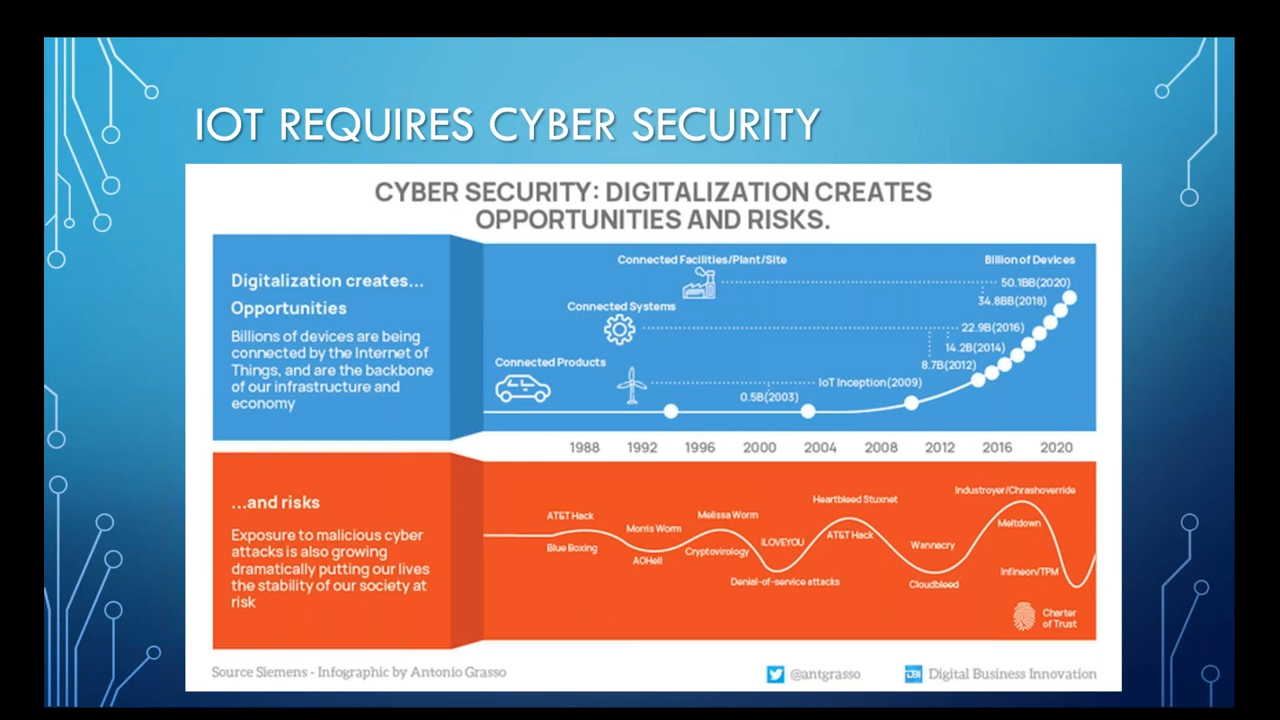 IOT REQUIRES CYBER SECURITY
CYBER SECURITY: DIGITALIZATION CREATES
OPPORTUNITIES AND RISKS.
Digitalization creates...
Opportunities
Billions of devices are being
connected by the Internet of
Things, and are the backbone
of our infrastructure and
economy
Connected Facilities/Plant/Site
Billion of Devices
50.1BB(2020)
34.8BB(2018)
Connected Systems
22.9B(2016)
14.2B(2014)
Connected Products
8.7B(2012)
IoT Inception(2009)
0.5B(2003)
1988 1992 1996 2000 2004 2008 2012 2016 2020
...and risks
Exposure to malicious cyber
attacks is also growing
dramatically putting our lives
the stability of our society at
risk
AT&T Hack
Blue Boxing
Morris Worm
AOHell
Melissa Worm
Cryptovirology
ILOVEYOU
Denial-of-service attacks
Heartbleed Stuxnet
AT&T Hack
Wannacry
Cloudbleed
Industroyer/Chrashoverride
Meltdown
Infineon/TPM
Charter
of Trust
Source Siemens - Infographic by Antonio Grasso
@antgrasso
Digital Business Innovation